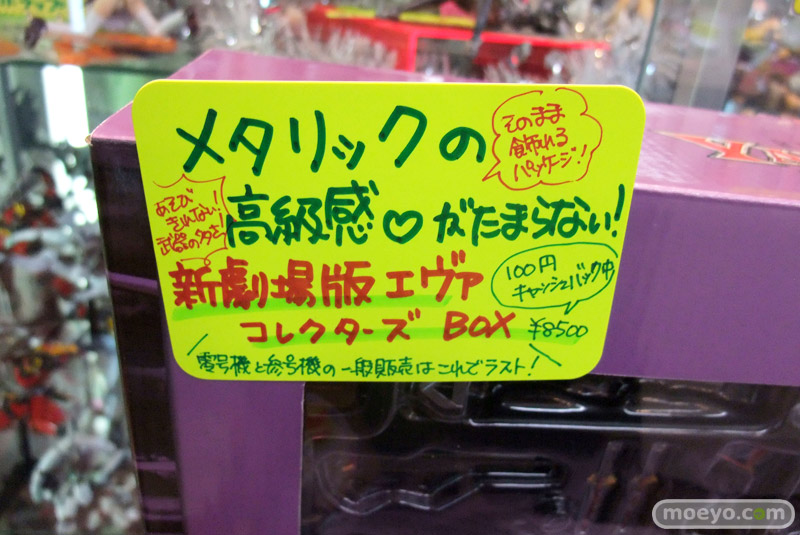 メタリックの
そのまま
飾れる
パッケージ!
あそび
きれない!
武器の多さっ
高級感♡がたまらない!
新劇場版エヴァ
100円
キャッシュバック中
コレクターズ BOX ¥8500
零号機と参号機の一般販売はこれでラスト!
moeyo.com